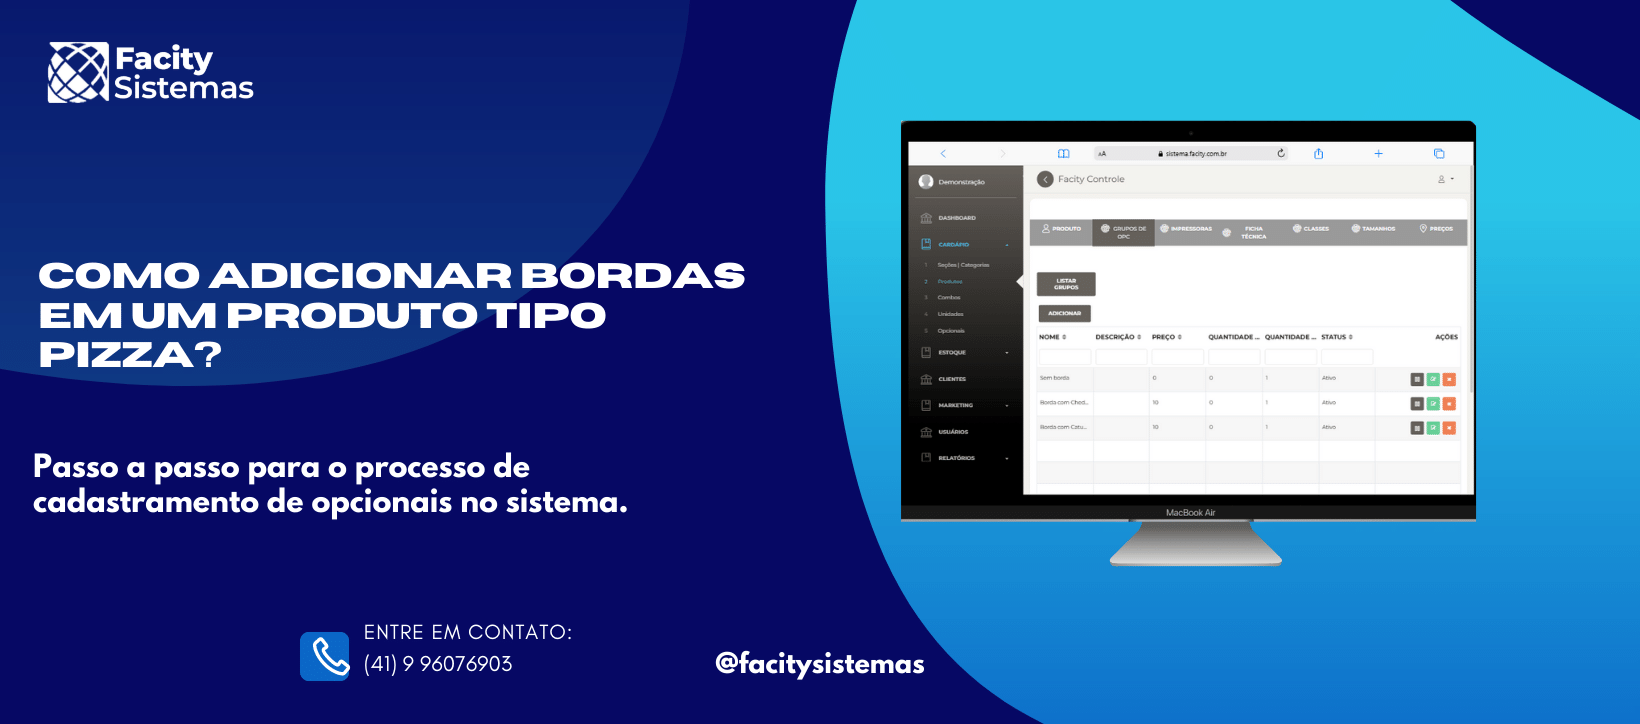 Facity
Sistemas
COMO ADICIONAR BORDAS
EM UM PRODUTO TIPO
PIZZA?
Passo a passo para o processo de
cadastramento de opcionais no sistema.
ENTRE EM CONTATO:
(41) 9 96076903
@facitysistemas
AA sistema.facity.com.br
Demonstração
Facity Controle
DASHBOARD
CARDÁPIO
1 Seções | Categorias
2 Produtos
3 Combos
4 Unidades
5 Opcionais
ESTOQUE
CLIENTES
MARKETING
USUÁRIOS
RELATÓRIOS
PRODUTO GRUPOS DE OPC IMPRESSORAS FICHA TÉCNICA CLASSES TAMANHOS PREÇOS
LISTAR
GRUPOS
ADICIONAR
NOME DESCRIÇÃO PREÇO QUANTIDADE ... QUANTIDADE ... STATUS AÇÕES
Sem borda 0 0 1 Ativo
Borda com Ched... 10 0 1 Ativo
Borda com Catu... 10 0 1 Ativo
MacBook Air